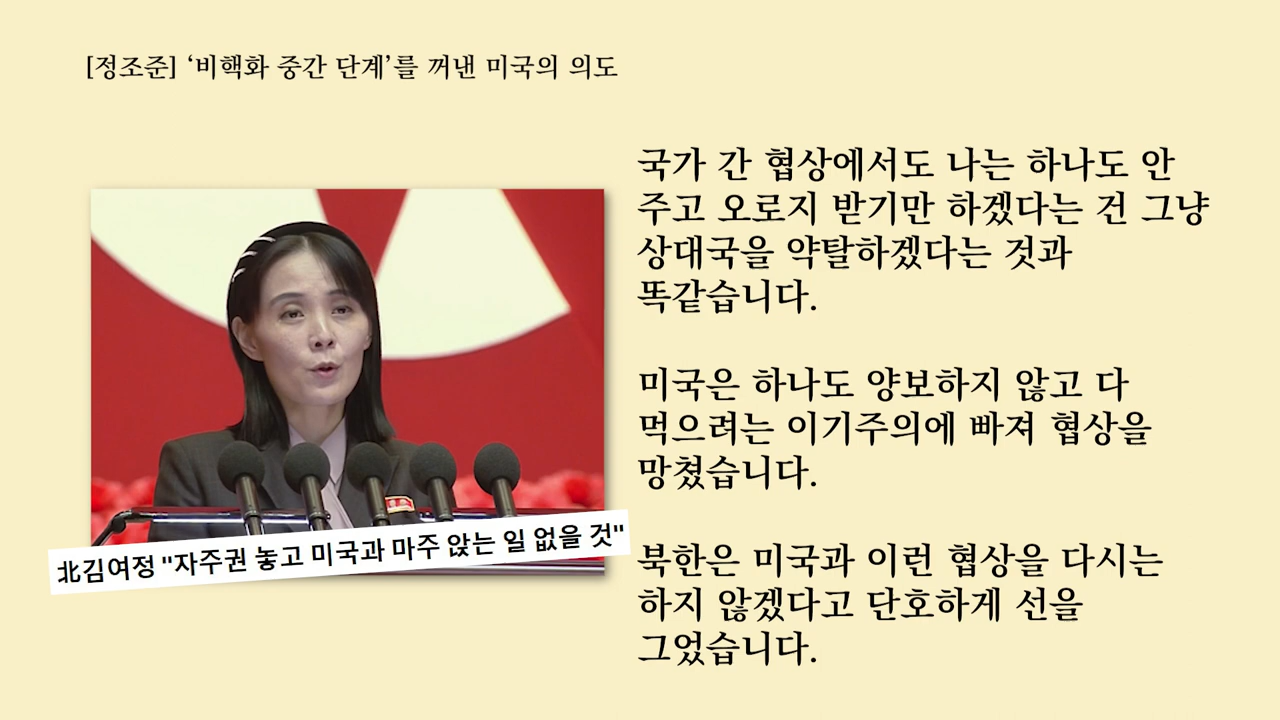 [정조준] ‘비핵화 중간 단계’를 꺼낸 미국의 의도
국가 간 협상에서도 나는 하나도 안
주고 오로지 받기만 하겠다는 건 그냥
상대국을 약탈하겠다는 것과
똑같습니다.
미국은 하나도 양보하지 않고 다
먹으려는 이기주의에 빠져 협상을
망쳤습니다.
북한은 미국과 이런 협상을 다시는
하지 않겠다고 단호하게 선을
그었습니다.
北김여정 "자주권 놓고 미국과 마주 앉는 일 없을 것"